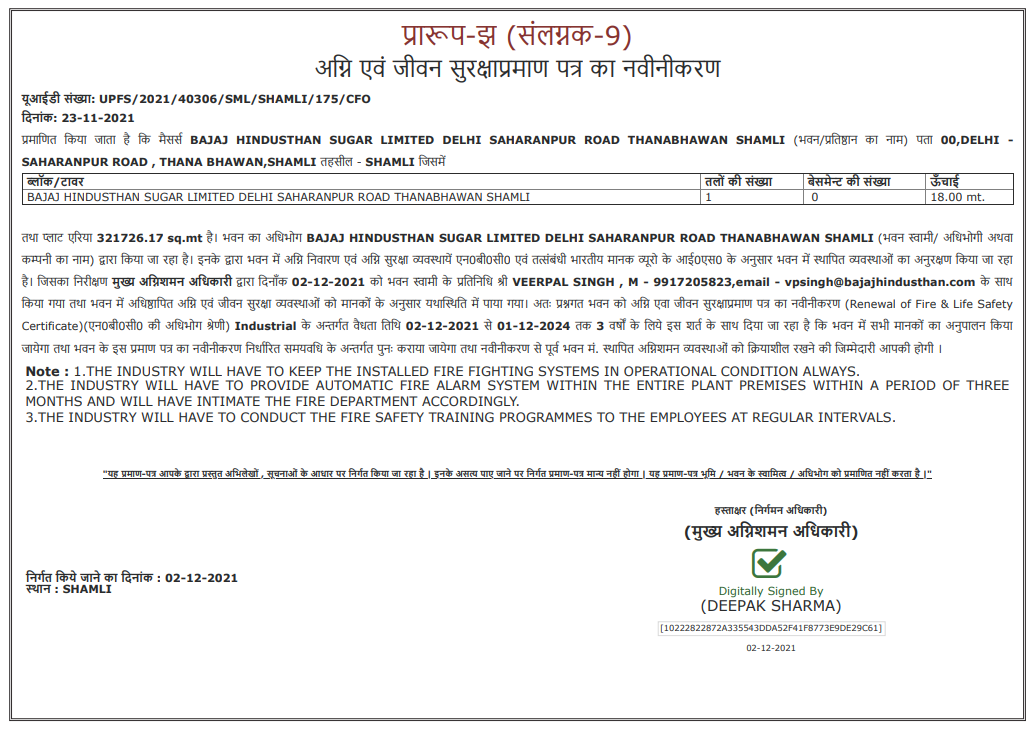 प्रारूप-झ (संलग्नक-9)
अग्नि एवं जीवन सुरक्षाप्रमाण पत्र का नवीनीकरण
यूआईडी संख्या: UPFS/2021/40306/SML/SHAMLI/175/CFO
दिनांक: 23-11-2021
प्रमाणित किया जाता है कि मैसर्स BAJAJ HINDUSTHAN SUGAR LIMITED DELHI SAHARANPUR ROAD THANABHAWAN SHAMLI (भवन/प्रतिष्ठान का नाम) पता 00,DELHI -
SAHARANPUR ROAD , THANA BHAWAN,SHAMLI तहसील - SHAMLI जिसमें
ब्लॉक/टावर तलों की संख्या बेसमेन्ट की संख्या ऊँचाई
BAJAJ HINDUSTHAN SUGAR LIMITED DELHI SAHARANPUR ROAD THANABHAWAN SHAMLI 1 0 18.00 mt.
तथा प्लाट एरिया 321726.17 sq.mt है। भवन का अधिभोग BAJAJ HINDUSTHAN SUGAR LIMITED DELHI SAHARANPUR ROAD THANABHAWAN SHAMLI (भवन स्वामी/ अधिभोगी अथवा
कम्पनी का नाम) द्वारा किया जा रहा है। इनके द्वारा भवन में अग्नि निवारण एवं अग्नि सुरक्षा व्यवस्थायें एन0बी0सी0 एवं तत्संबंधी भारतीय मानक व्यूरो के आई0एस0 के अनुसार भवन में स्थापित व्यवस्थाओं का अनुरक्षण किया जा रहा
है। जिसका निरीक्षण मुख्य अग्निशमन अधिकारी द्वारा दिनाँक 02-12-2021 को भवन स्वामी के प्रतिनिधि श्री VEERPAL SINGH , M - 9917205823,email - vpsingh@bajajhindusthan.com के साथ
किया गया तथा भवन में अधिष्ठापित अग्नि एवं जीवन सुरक्षा व्यवस्थाओं को मानकों के अनुसार यथास्थिति में पाया गया। अतः प्रश्नगत भवन को अग्नि एवा जीवन सुरक्षाप्रमाण पत्र का नवीनीकरण (Renewal of Fire & Life Safety
Certificate)(एन0बी0सी0 की अधिभोग श्रेणी) Industrial के अन्तर्गत वैधता तिथि 02-12-2021 से 01-12-2024 तक 3 वर्षों के लिये इस शर्त के साथ दिया जा रहा है कि भवन में सभी मानकों का अनुपालन किया
जायेगा तथा भवन के इस प्रमाण पत्र का नवीनीकरण निर्धारित समयवधि के अन्तर्गत पुनः कराया जायेगा तथा नवीनीकरण से पूर्व भवन मं. स्थापित अग्निशमन व्यवस्थाओं को क्रियाशील रखने की जिम्मेदारी आपकी होगी ।
Note : 1.THE INDUSTRY WILL HAVE TO KEEP THE INSTALLED FIRE FIGHTING SYSTEMS IN OPERATIONAL CONDITION ALWAYS.
2.THE INDUSTRY WILL HAVE TO PROVIDE AUTOMATIC FIRE ALARM SYSTEM WITHIN THE ENTIRE PLANT PREMISES WITHIN A PERIOD OF THREE
MONTHS AND WILL HAVE INTIMATE THE FIRE DEPARTMENT ACCORDINGLY.
3.THE INDUSTRY WILL HAVE TO CONDUCT THE FIRE SAFETY TRAINING PROGRAMMES TO THE EMPLOYEES AT REGULAR INTERVALS.
"यह प्रमाण-पत्र आपके द्वारा प्रस्तुत अभिलेखों , सूचनाओं के आधार पर निर्गत किया जा रहा है | इनके असत्य पाए जाने पर निर्गत प्रमाण-पत्र मान्य नहीं होगा | यह प्रमाण-पत्र भूमि / भवन के स्वामित्व / अधिभोग को प्रमाणित नहीं करता है |"
हस्ताक्षर (निर्गमन अधिकारी)
(मुख्य अग्निशमन अधिकारी)
निर्गत किये जाने का दिनांक : 02-12-2021
स्थान : SHAMLI
Digitally Signed By
(DEEPAK SHARMA)
[10222822872A335543DDA52F41F8773E9DE29C61]
02-12-2021